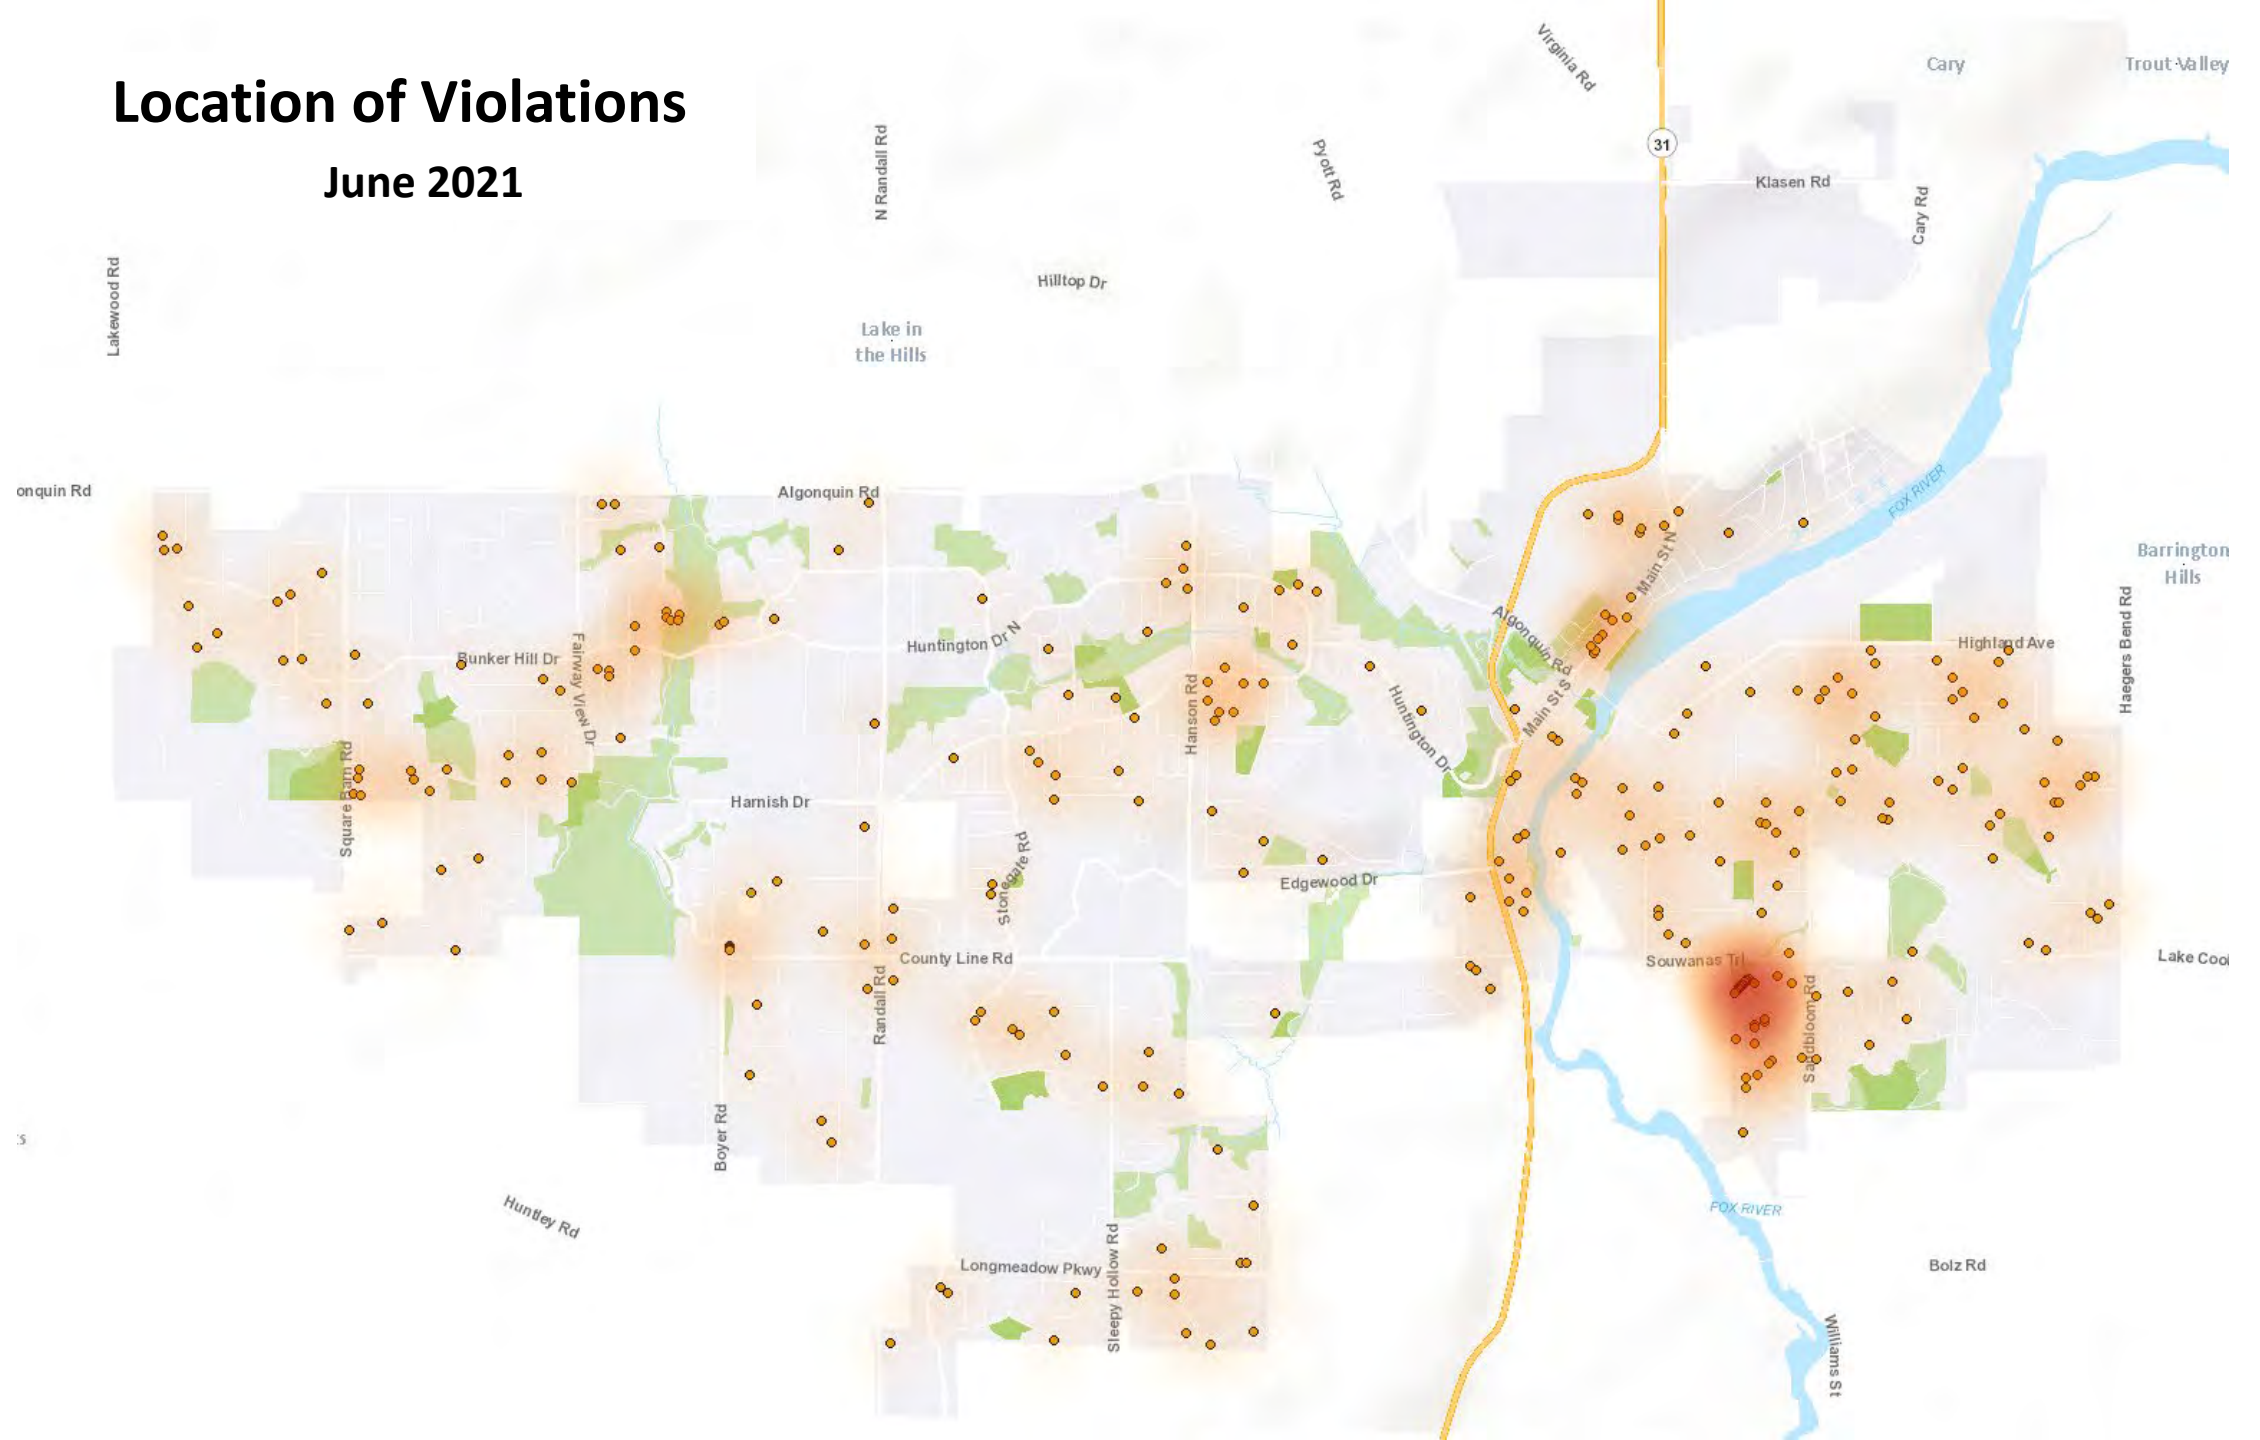 Location of Violations
June 2021
Virginia Rd
Cary
Trout Valley
N Randall Rd
Pyott Rd
31
Klasen Rd
Cary Rd
Lakewood Rd
Hilltop Dr
Lake in
the Hills
onquin Rd
Algonquin Rd
FOX RIVER
Barrington
Hills
Main St N
Algonquin Rd
Haegers Bend Rd
Huntington Dr N
Highland Ave
Bunker Hill Dr
Fairway View Dr
Hanson Rd
Huntington Dr
Main St S
Square Barn Rd
Harnish Dr
Stonegate Rd
Edgewood Dr
County Line Rd
Souwanas Trl
Lake Coo
Randall Rd
Sandbloom Rd
Boyer Rd
Huntley Rd
FOX RIVER
Longmeadow Pkwy
Sleepy Hollow Rd
Bolz Rd
Williams St